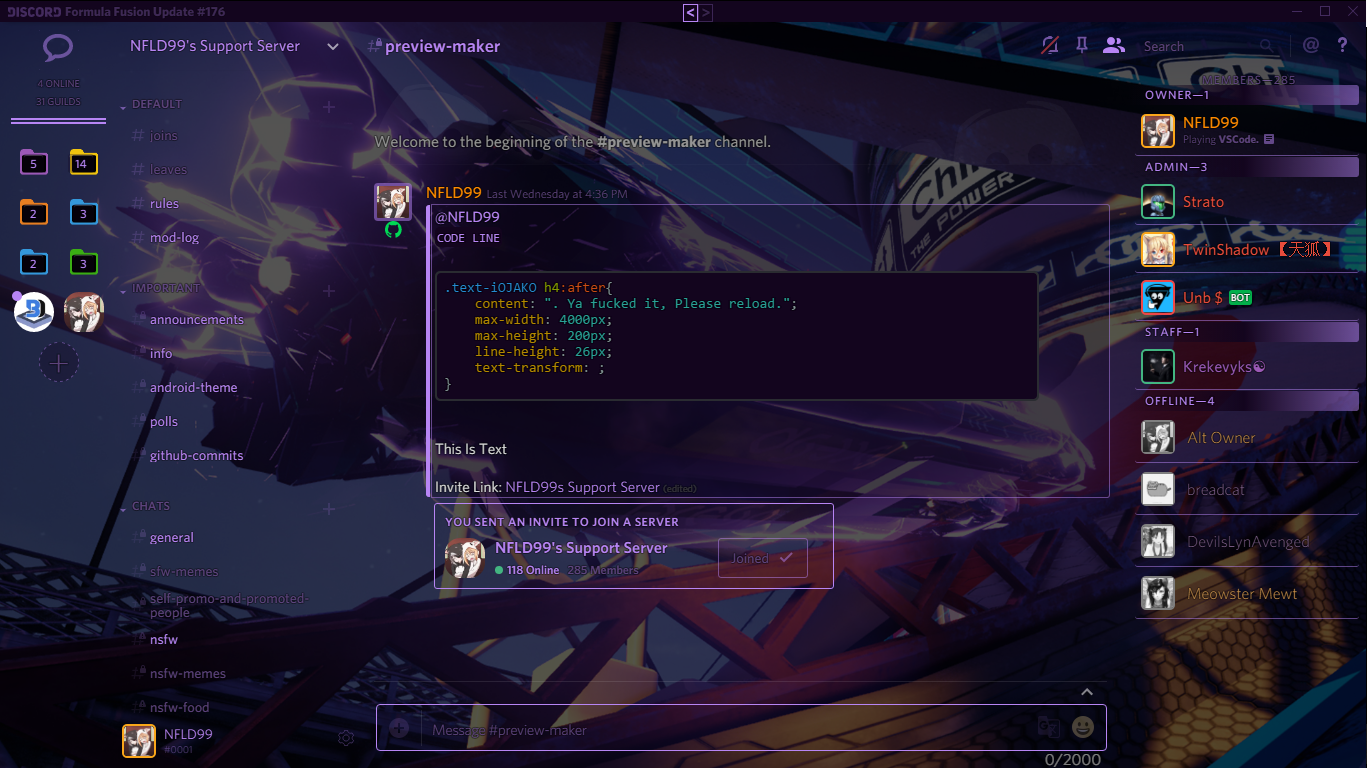 DISCORD Formula Fusion Update #176
< >
NFLD99's Support Server
#preview-maker
Search
@ ?
4 ONLINE
31 GUILDS
5
14
2
3
2
3
DEFAULT
joins
leaves
rules
mod-log
IMPORTANT
announcements
info
android-theme
polls
github-commits
CHATS
general
sfw-memes
self-promo-and-promoted-
people
nsfw
nsfw-memes
nsfw-food
NFLD99
#0001
Welcome to the beginning of the #preview-maker channel.
NFLD99 Last Wednesday at 4:36 PM
@NFLD99
CODE LINE
.text-iOJAKO h4:after{
    content: ". Ya fucked it, Please reload.";
    max-width: 4000px;
    max-height: 200px;
    line-height: 26px;
    text-transform: ;
}
This Is Text
Invite Link: NFLD99s Support Server (edited)
YOU SENT AN INVITE TO JOIN A SERVER
NFLD99's Support Server
118 Online 285 Members
Joined
Message #preview-maker
0/2000
MEMBERS—285
OWNER—1
NFLD99
Playing VSCode.
ADMIN—3
Strato
TwinShadow 【天狐】
Unb $ BOT
STAFF—1
Krekevyks☯
OFFLINE—4
Alt Owner
breadcat
DevilsLynAvenged
Meowster Mewt
THE POWER